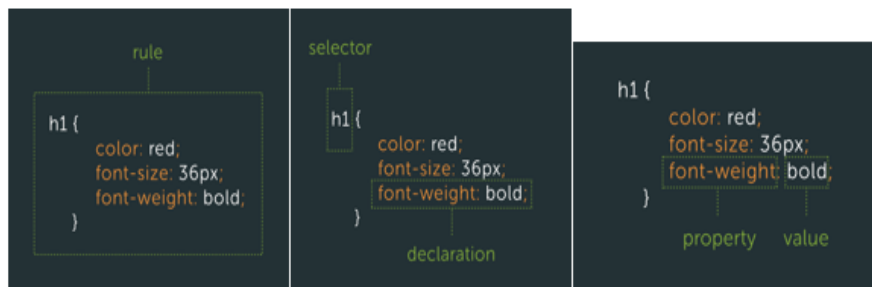 rule
h1 {
color: red;
font-size: 36px;
font-weight: bold;
}
selector
h1 {
color: red;
font-size: 36px;
font-weight: bold;
}
declaration
h1 {
color: red;
font-size: 36px;
font-weight: bold;
}
property value